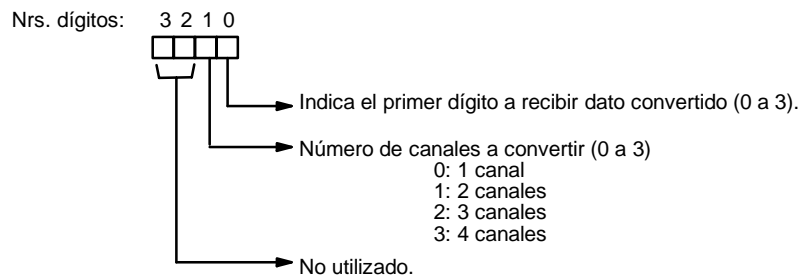 Nrs. dígitos: 3 2 1 0
Indica el primer dígito a recibir dato convertido (0 a 3).
Número de canales a convertir (0 a 3)
0: 1 canal
1: 2 canales
2: 3 canales
3: 4 canales
No utilizado.